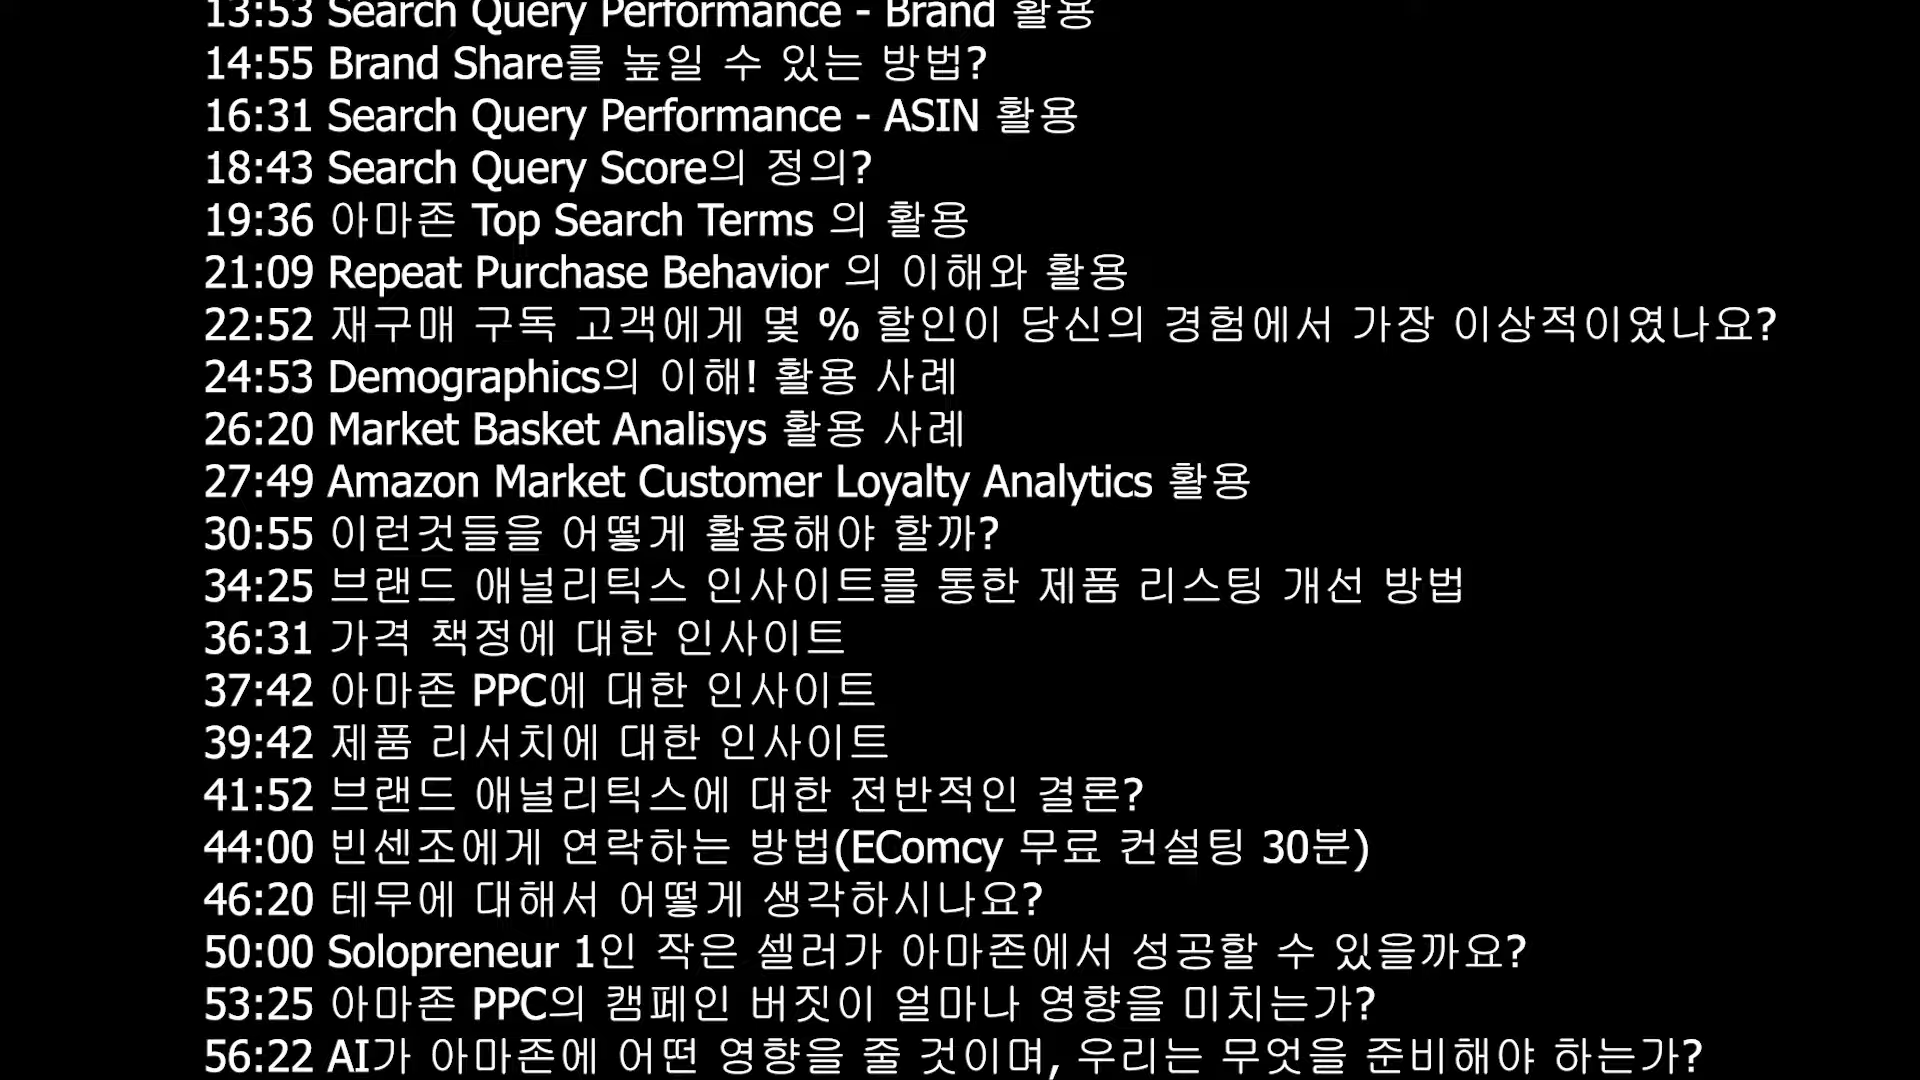 13:53 Search Query Performance - Brand 활용
14:55 Brand Share를 높일 수 있는 방법?
16:31 Search Query Performance - ASIN 활용
18:43 Search Query Score의 정의?
19:36 아마존 Top Search Terms 의 활용
21:09 Repeat Purchase Behavior 의 이해와 활용
22:52 재구매 구독 고객에게 몇 % 할인이 당신의 경험에서 가장 이상적이였나요?
24:53 Demographics의 이해! 활용 사례
26:20 Market Basket Analisys 활용 사례
27:49 Amazon Market Customer Loyalty Analytics 활용
30:55 이런것들을 어떻게 활용해야 할까?
34:25 브랜드 애널리틱스 인사이트를 통한 제품 리스팅 개선 방법
36:31 가격 책정에 대한 인사이트
37:42 아마존 PPC에 대한 인사이트
39:42 제품 리서치에 대한 인사이트
41:52 브랜드 애널리틱스에 대한 전반적인 결론?
44:00 빈센조에게 연락하는 방법(EComcy 무료 컨설팅 30분)
46:20 테무에 대해서 어떻게 생각하시나요?
50:00 Solopreneur 1인 작은 셀러가 아마존에서 성공할 수 있을까요?
53:25 아마존 PPC의 캠페인 버짓이 얼마나 영향을 미치는가?
56:22 AI가 아마존에 어떤 영향을 줄 것이며, 우리는 무엇을 준비해야 하는가?